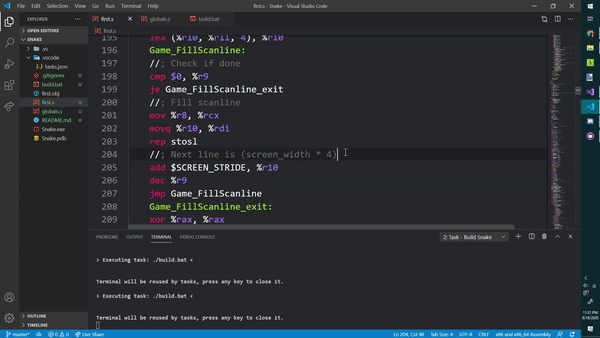 File Edit Selection View Go Run Terminal Help
first.s - Snake - Visual Studio Code
EXPLORER
first.s
globals.s
build.bat
OPEN EDITORS
first.s
SNAKE
.vs
.vscode
tasks.json
.gitignore
build.bat
first.obj
first.s
globals.s
README.md
Snake.exe
Snake.pdb
OUTLINE
TIMELINE
195 lea (%r10, %r11, 4), %r10
196 Game_FillScanline:
197 //; Check if done
198 cmp $0, %r9
199 je Game_FillScanline_exit
200 //; Fill scanline
201 mov %r8, %rcx
202 movq %r10, %rdi
203 rep stosl
204 //; Next line is (screen_width * 4)
205 add $SCREEN_STRIDE, %r10
206 dec %r9
207 jmp Game_FillScanline
208 Game_FillScanline_exit:
209 xor %rax, %rax
PROBLEMS OUTPUT TERMINAL DEBUG CONSOLE
2: Task - Build Snake
> Executing task: ./build.bat <
Terminal will be reused by tasks, press any key to close it.
> Executing task: ./build.bat <
Terminal will be reused by tasks, press any key to close it.
master* 0 0 Live Share
Ln 204, Col 40 Tab Size: 4 UTF-8 CRLF x86 and x86_64 Assembly
11:31 PM